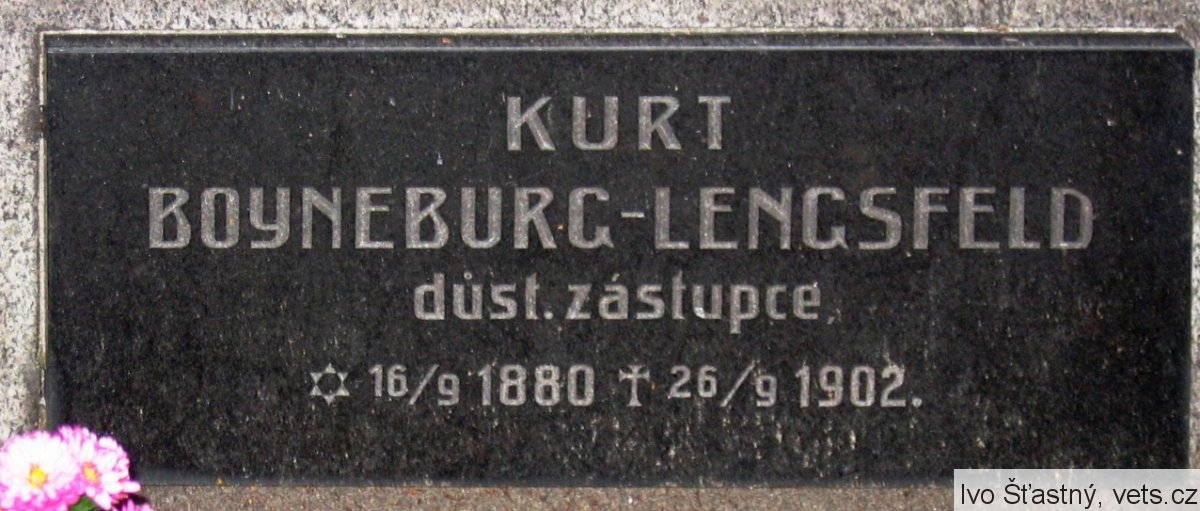 KURT
BOYNEBURG-LENGSFELD
důst. zástupce
✡ 16/9 1880 ✝ 26/9 1902.
Ivo Šťastný, vets.cz